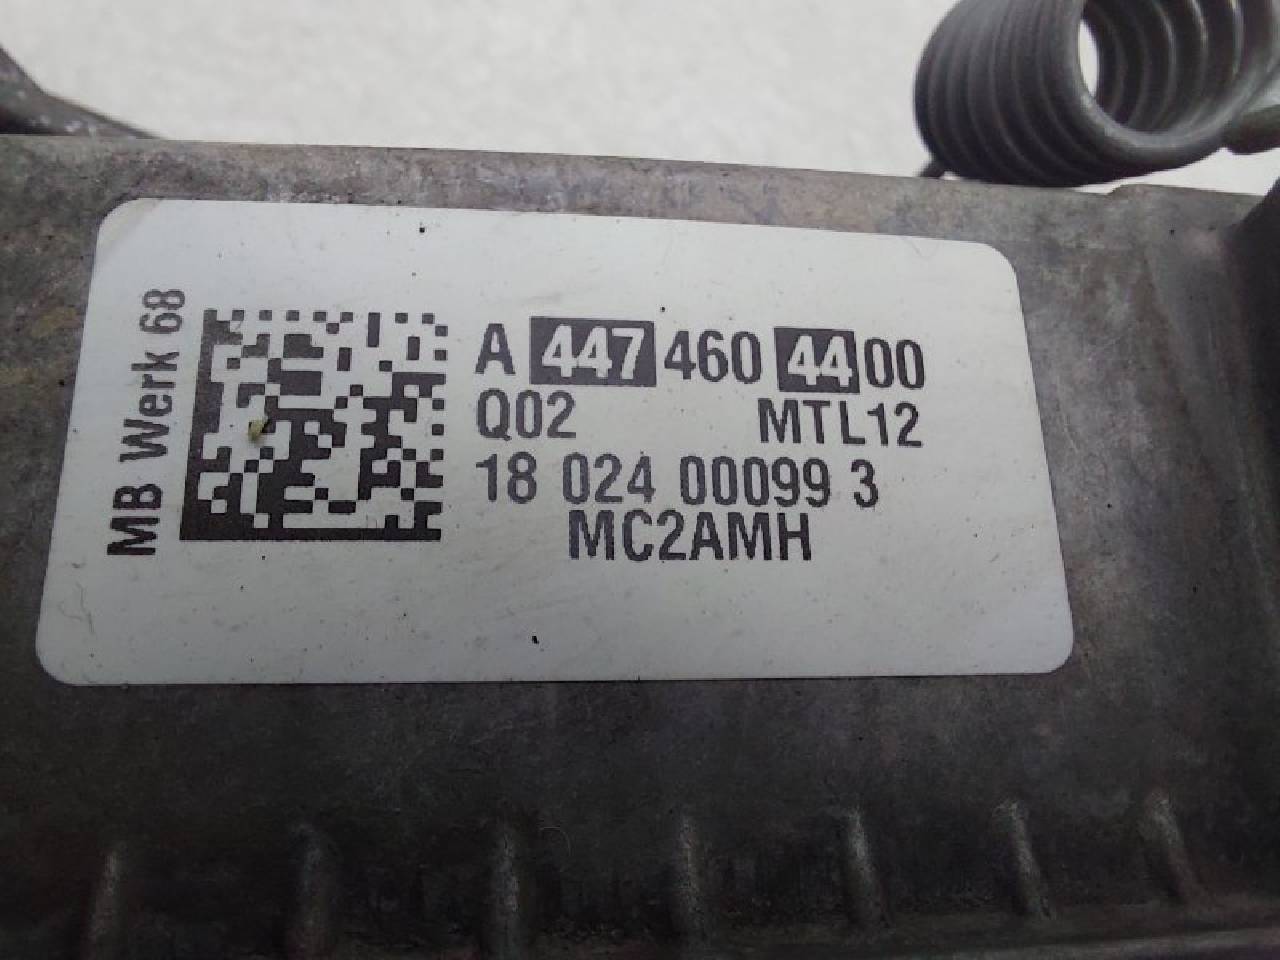 MB Werk 68
A 447 460 44 00
Q02 MTL12
18 024 00099 3
MC2AMH